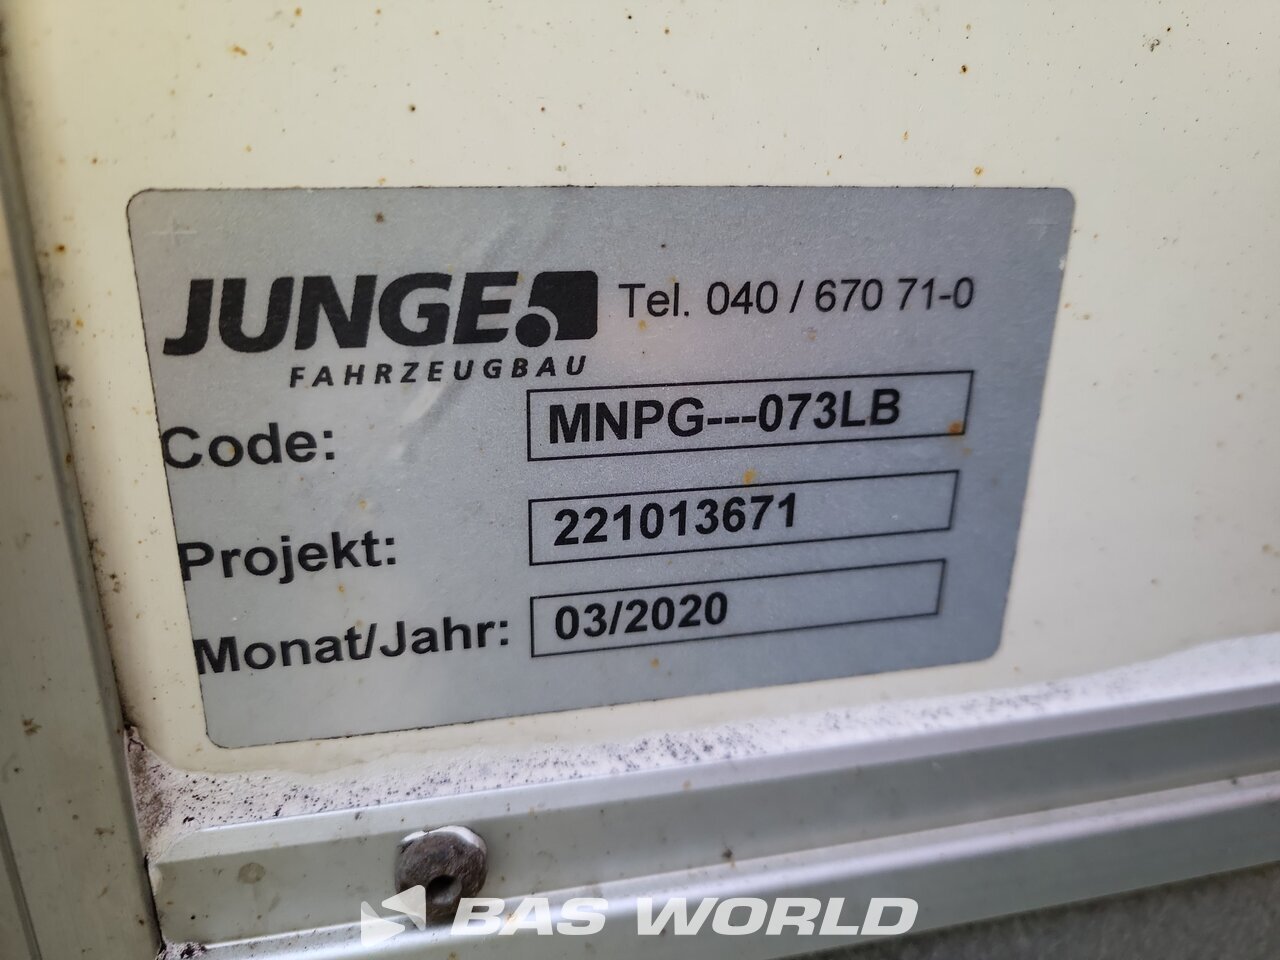 JUNGE Tel. 040 / 670 71-0
FAHRZEUGBAU
Code: MNPG---073LB
Projekt: 221013671
Monat/Jahr: 03/2020
BAS WORLD